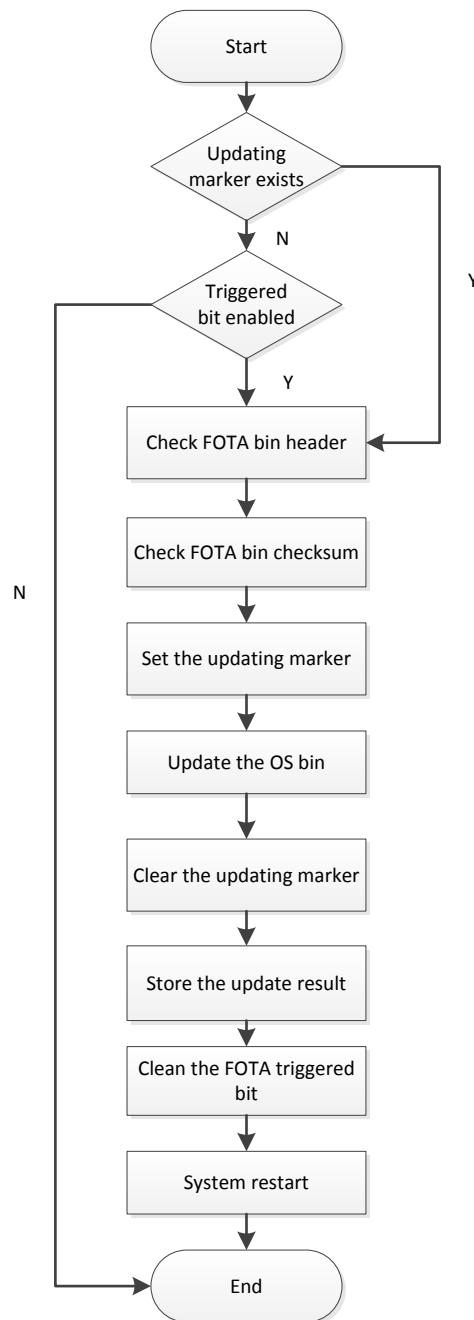 Start
Updating
marker exists
N
Y
Triggered
bit enabled
Y
Check FOTA bin header
Check FOTA bin checksum
N
Set the updating marker
Update the OS bin
Clear the updating marker
Store the update result
Clean the FOTA triggered
bit
System restart
End